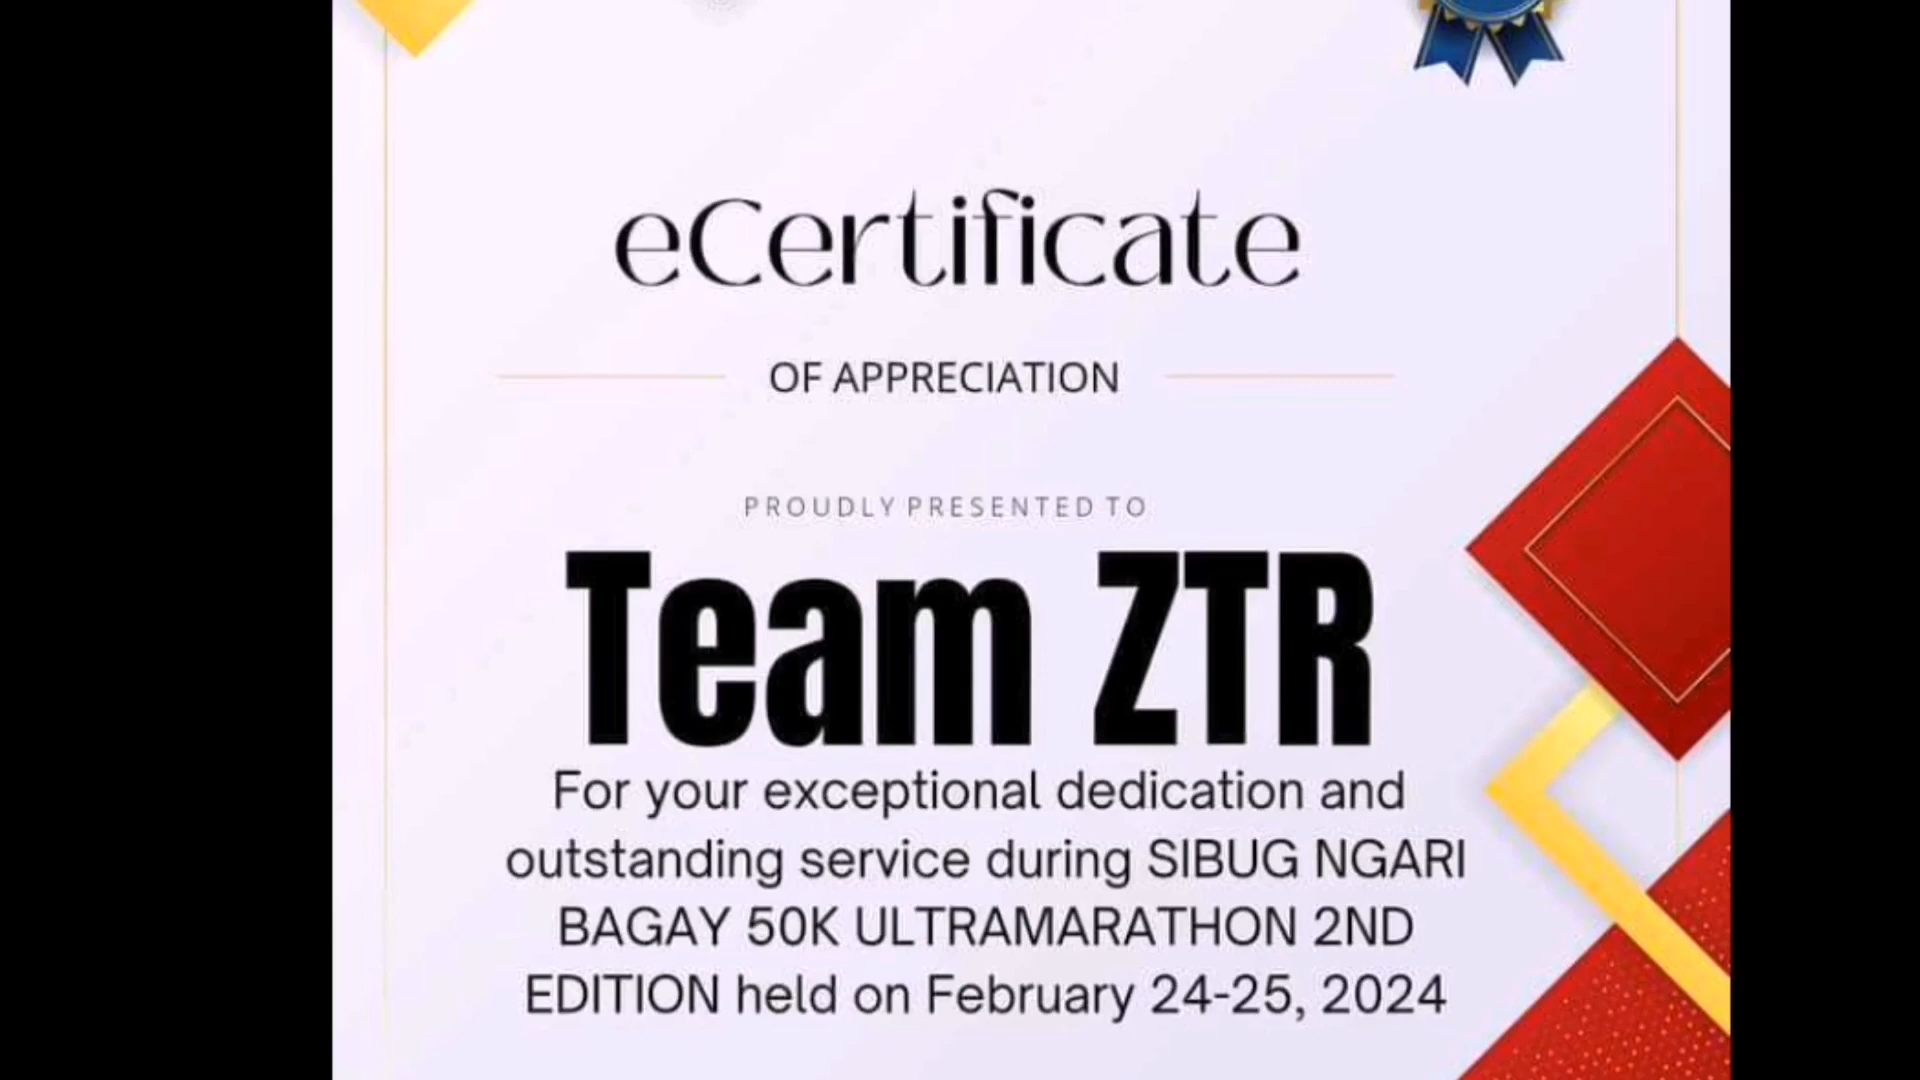 eCertificate
OF APPRECIATION
PROUDLY PRESENTED TO
Team ZTR
For your exceptional dedication and
outstanding service during SIBUG NGARI
BAGAY 50K ULTRAMARATHON 2ND
EDITION held on February 24-25, 2024